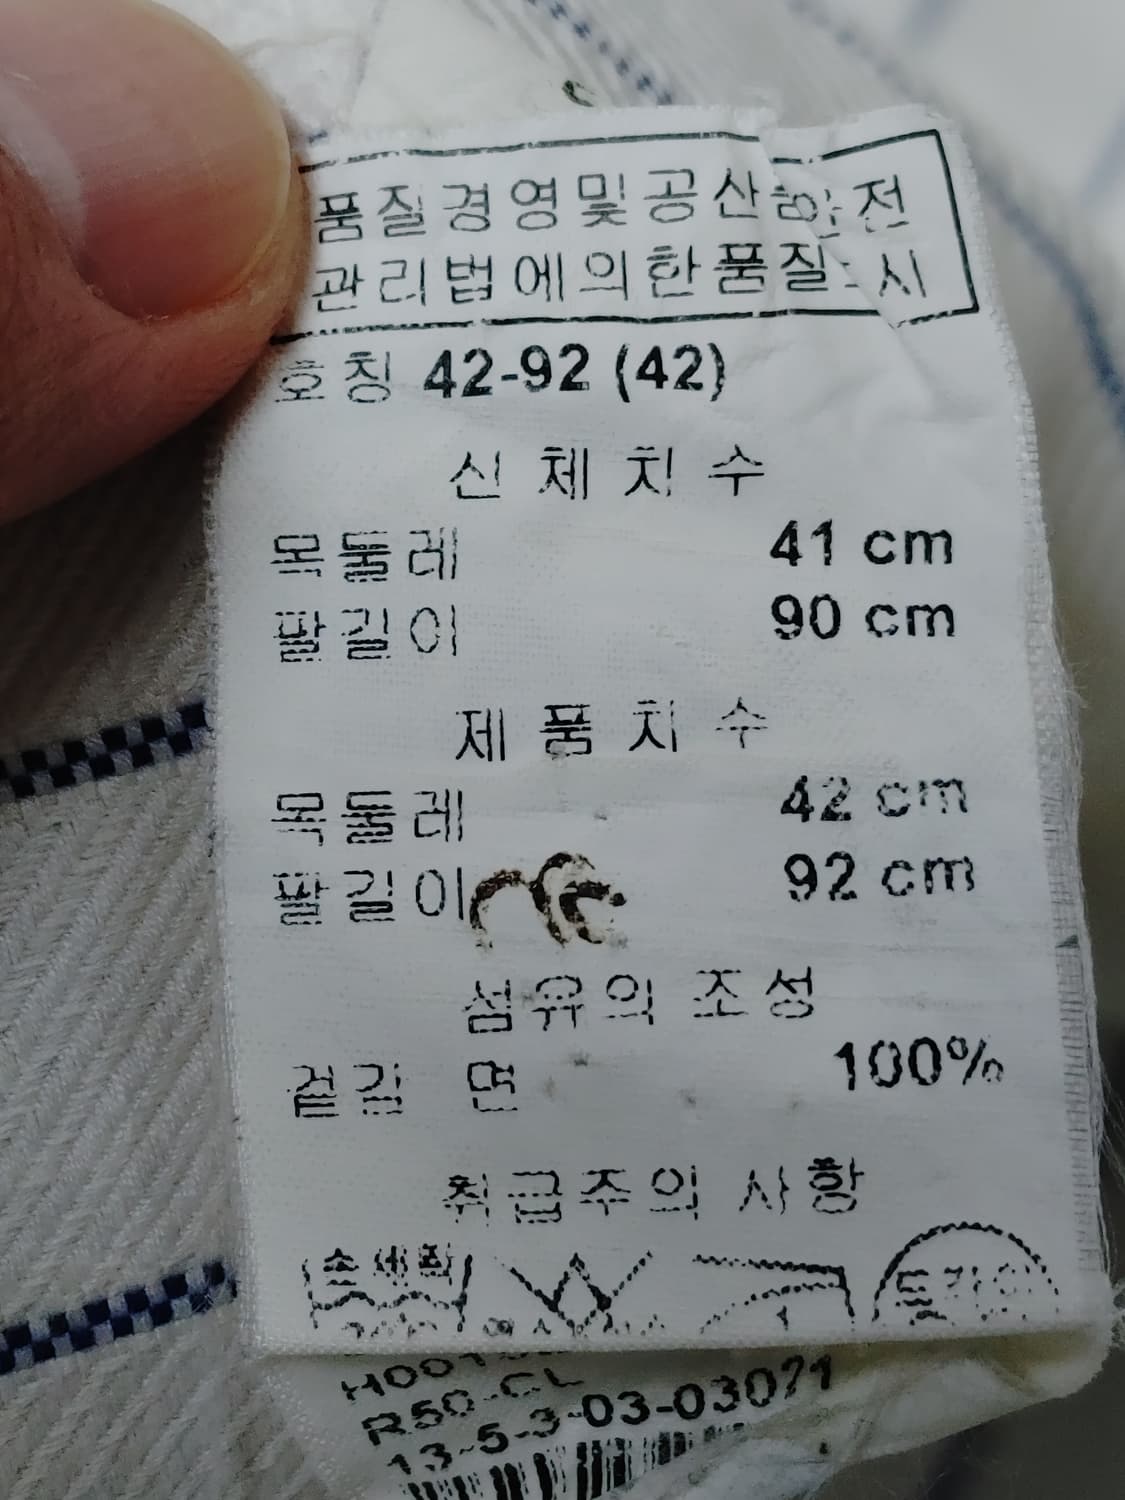 품질경영및공산품안전
관리법에의한품질표시
호칭 42-92 (42)
신체치수
목둘레 41 cm
팔길이 90 cm
제품치수
목둘레 42 cm
팔길이 92 cm
섬유의 조성
겉감 면 100%
취급주의 사항
손세탁
드라이
R50-CL
13-5-3-03-03071